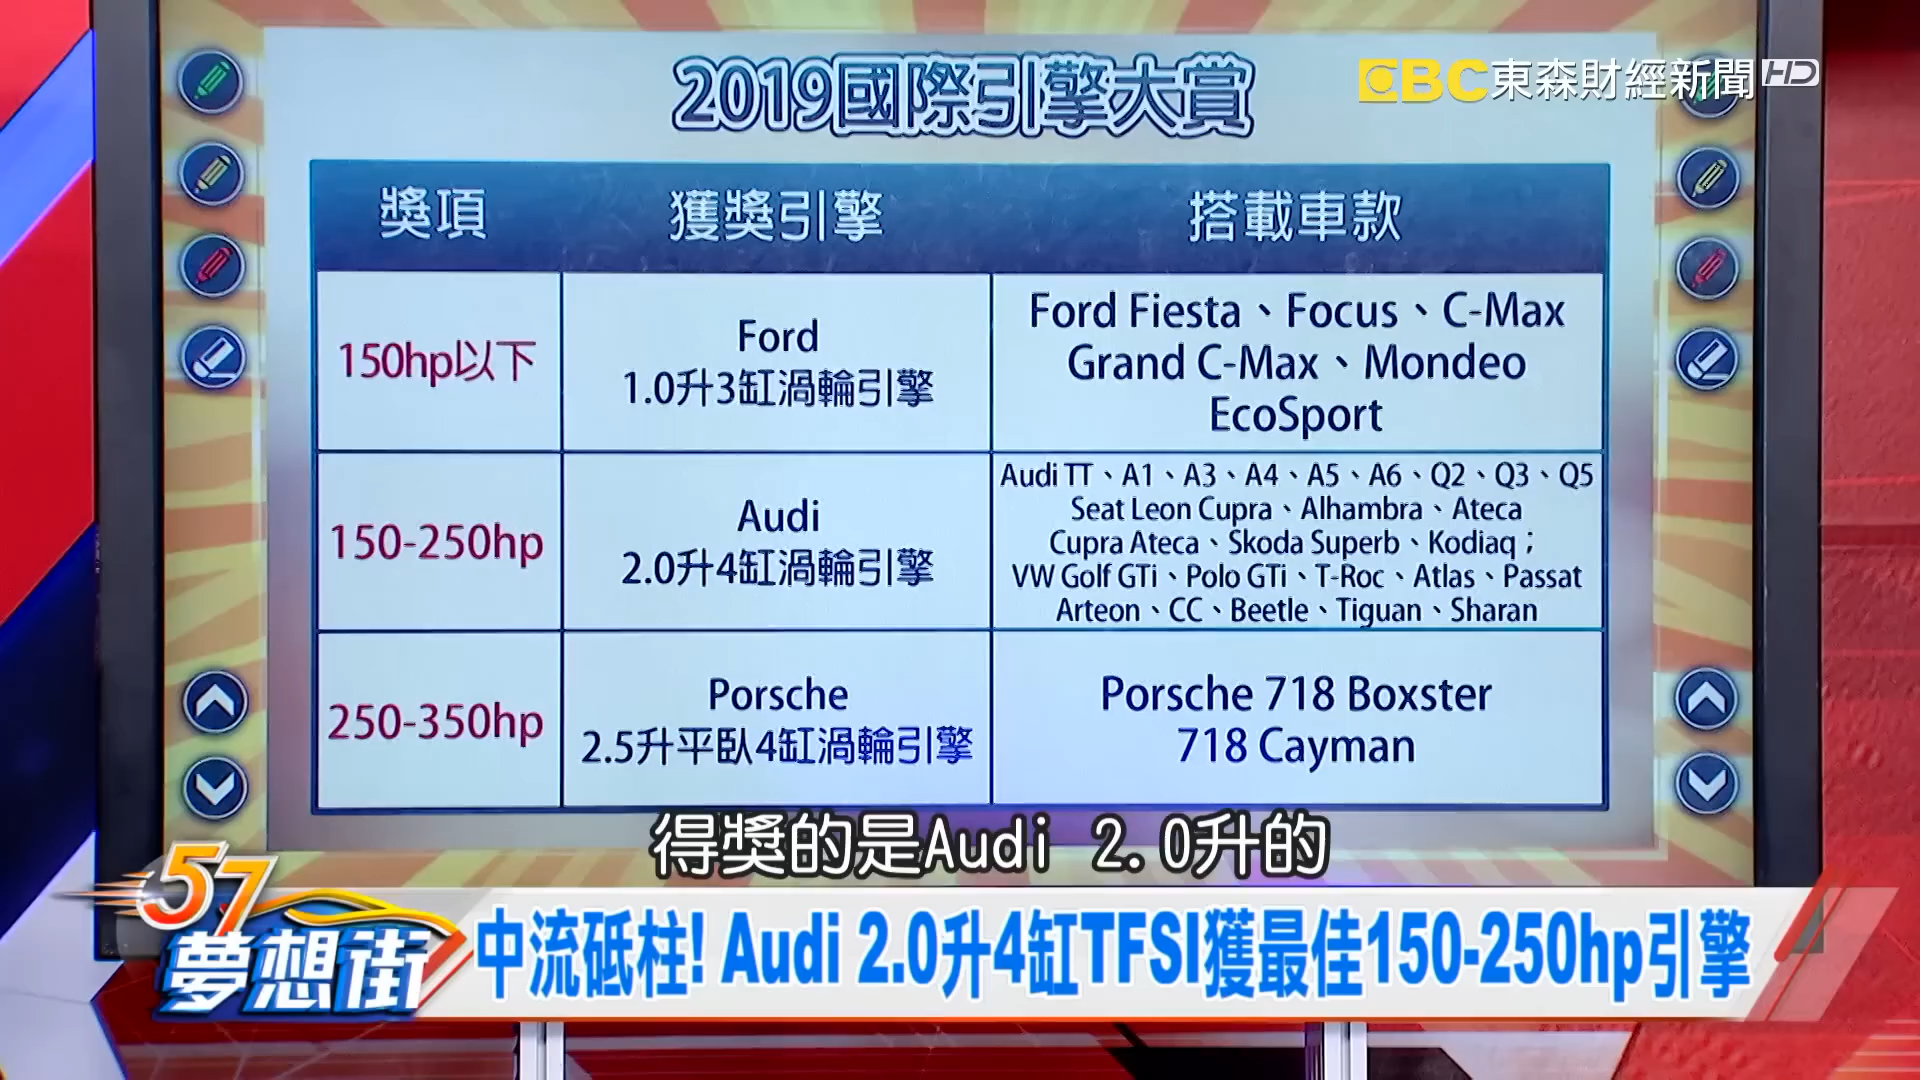 2019國際引擎大賞
EBC東森財經新聞HD
獎項 獲獎引擎 搭載車款
150hp以下
Ford
1.0升3缸渦輪引擎
Ford Fiesta、Focus、C-Max
Grand C-Max、Mondeo
EcoSport
150-250hp
Audi
2.0升4缸渦輪引擎
Audi TT、A1、A3、A4、A5、A6、Q2、Q3、Q5
Seat Leon Cupra、Alhambra、Ateca
Cupra Ateca、Skoda Superb、Kodiaq；
VW Golf GTi、Polo GTi、T-Roc、Atlas、Passat
Arteon、CC、Beetle、Tiguan、Sharan
250-350hp
Porsche
2.5升平臥4缸渦輪引擎
Porsche 718 Boxster
718 Cayman
得獎的是Audi 2.0升的
57
夢想街
中流砥柱! Audi 2.0升4缸TFSI獲最佳150-250hp引擎